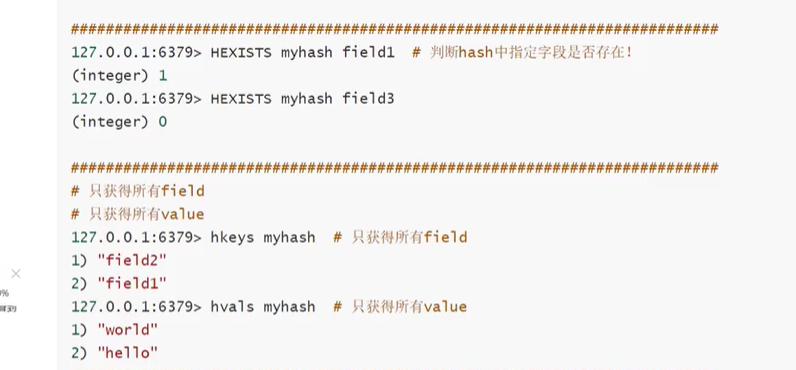 ##########################################################################
127.0.0.1:6379> HEXISTS myhash field1  # 判断hash中指定字段是否存在！
(integer) 1
127.0.0.1:6379> HEXISTS myhash field3
(integer) 0
##########################################################################
# 只获得所有field
# 只获得所有value
127.0.0.1:6379> hkeys myhash  # 只获得所有field
1) "field2"
2) "field1"
127.0.0.1:6379> hvals myhash  # 只获得所有value
1) "world"
2) "hello"